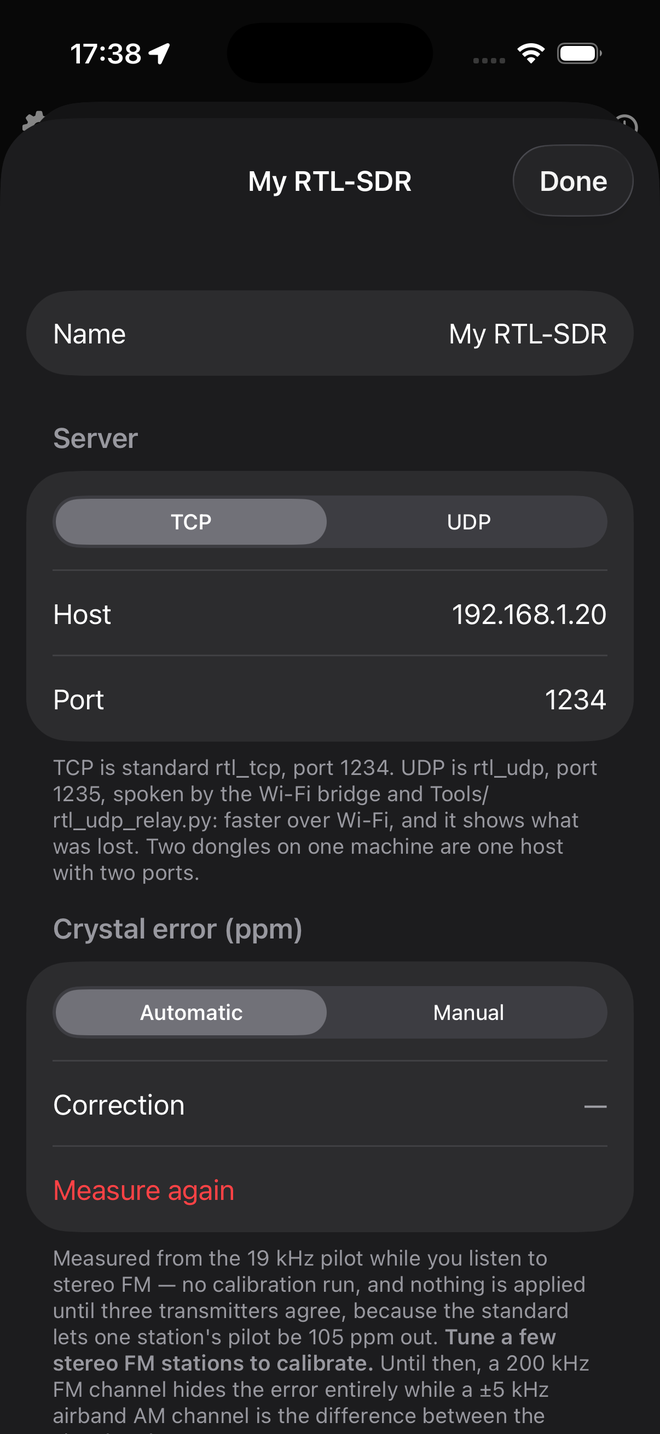 17:38
My RTL-SDR
Done
Name
My RTL-SDR
Server
TCP
UDP
Host
192.168.1.20
Port
1234
TCP is standard rtl_tcp, port 1234. UDP is rtl_udp, port
1235, spoken by the Wi-Fi bridge and Tools/
rtl_udp_relay.py: faster over Wi-Fi, and it shows what
was lost. Two dongles on one machine are one host
with two ports.
Crystal error (ppm)
Automatic
Manual
Correction
—
Measure again
Measured from the 19 kHz pilot while you listen to
stereo FM — no calibration run, and nothing is applied
until three transmitters agree, because the standard
lets one station's pilot be 105 ppm out. Tune a few
stereo FM stations to calibrate. Until then, a 200 kHz
FM channel hides the error entirely while a ±5 kHz
airband AM channel is the difference between the